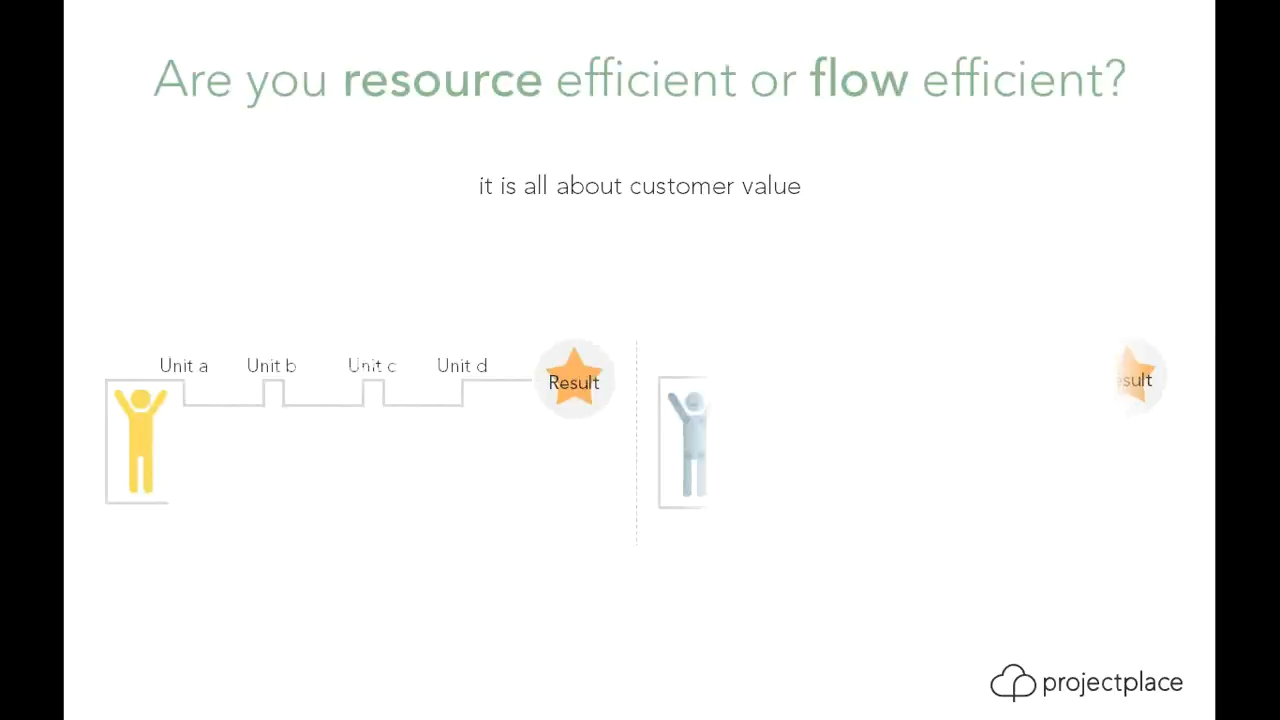 Are you resource efficient or flow efficient?
it is all about customer value
Unit a Unit b Unit c Unit d
Result
projectplace